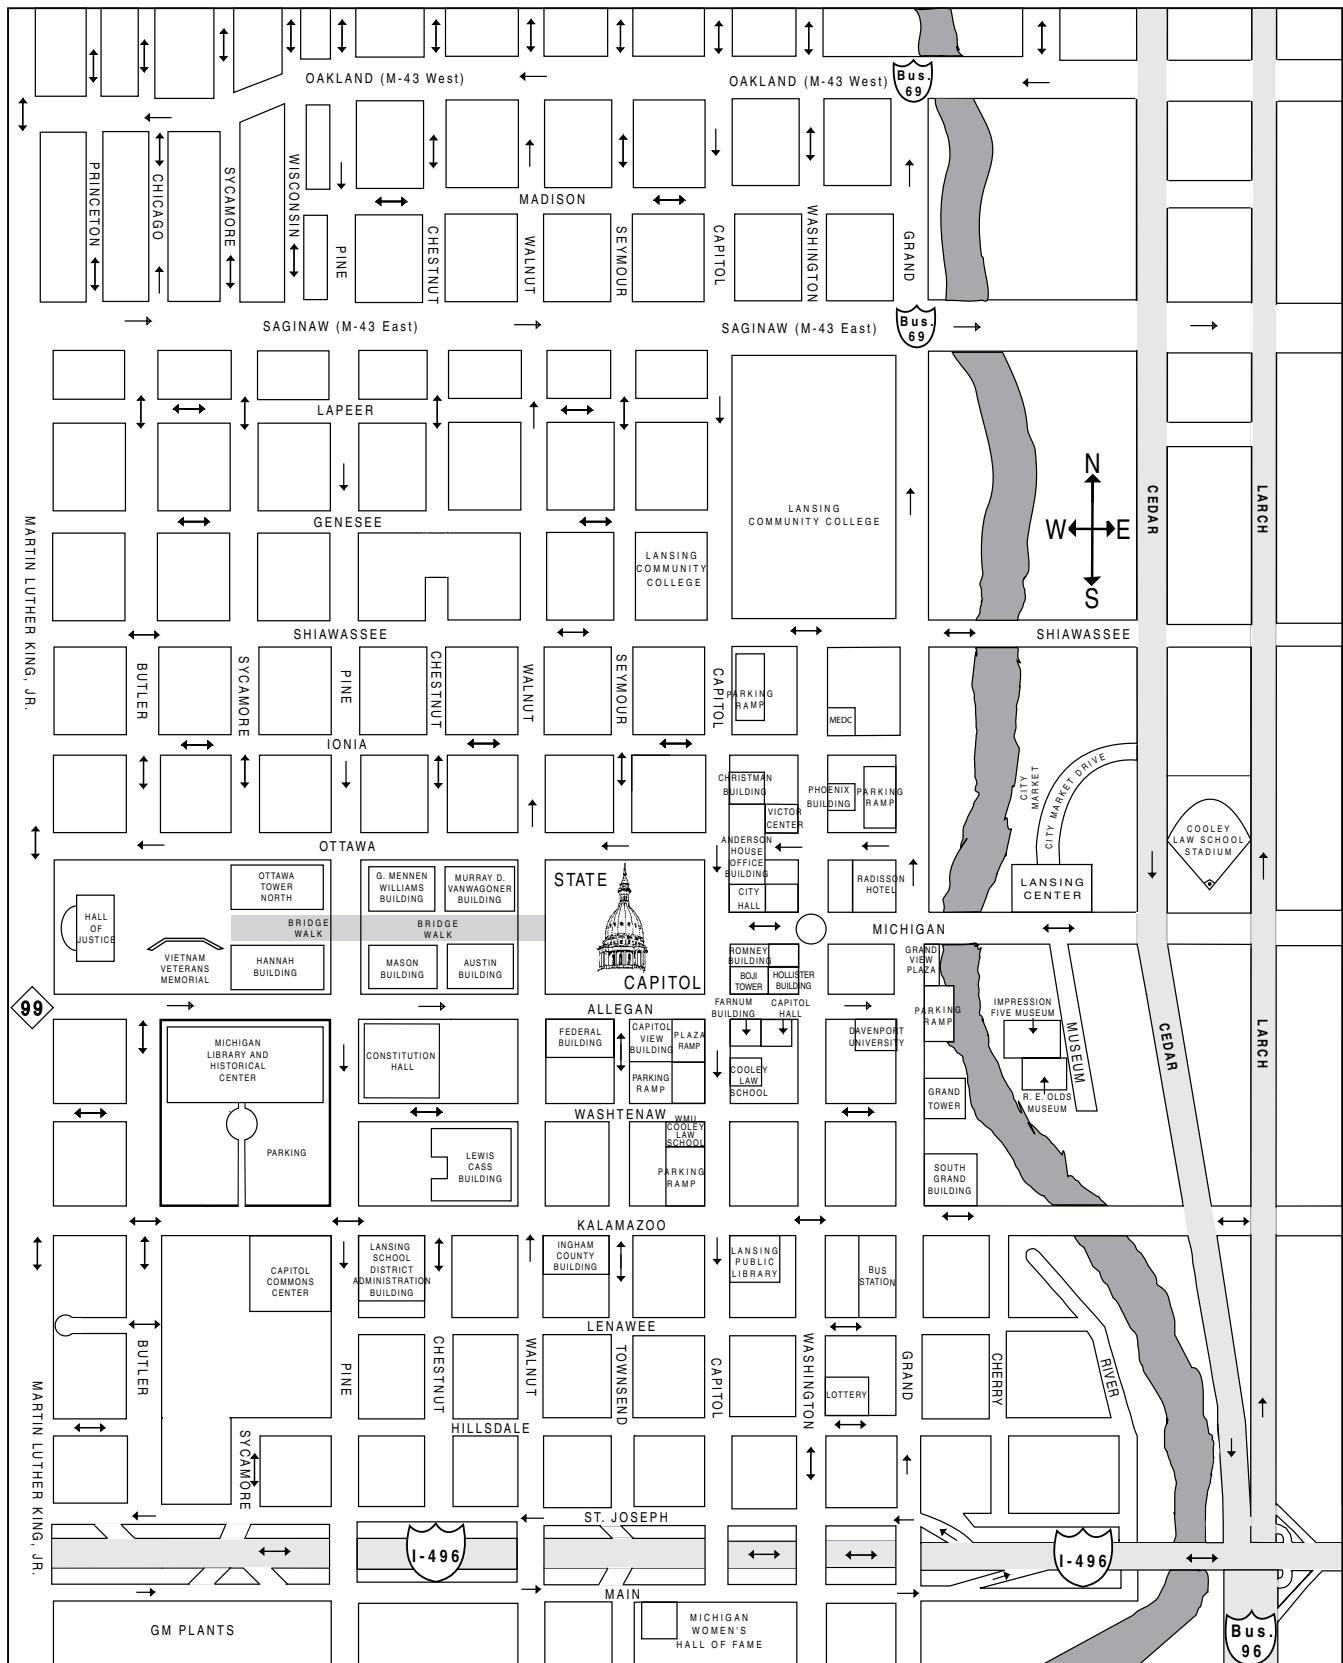 OAKLAND (M-43 West)
OAKLAND (M-43 West)
Bus.
69
PRINCETON
CHICAGO
SYCAMORE
WISCONSIN
PINE
CHESTNUT
WALNUT
SEYMOUR
CAPITOL
WASHINGTON
GRAND
MADISON
SAGINAW (M-43 East)
SAGINAW (M-43 East)
Bus.
69
LAPEER
GENESEE
LANSING
COMMUNITY COLLEGE
LANSING
COMMUNITY
COLLEGE
N
W
E
S
CEDAR
LARCH
MARTIN LUTHER KING, JR.
SHIAWASSEE
SHIAWASSEE
BUTLER
SYCAMORE
PINE
CHESTNUT
WALNUT
SEYMOUR
CAPITOL
PARKING
RAMP
MEDC
IONIA
CHRISTMAN
BUILDING
VICTOR
CENTER
PHOENIX
BUILDING
PARKING
RAMP
CITY
MARKET
CITY MARKET DRIVE
COOLEY
LAW SCHOOL
STADIUM
OTTAWA
ANDERSON
HOUSE
OFFICE
BUILDING
CITY
HALL
RADISSON
HOTEL
LANSING
CENTER
HALL
OF
JUSTICE
VIETNAM
VETERANS
MEMORIAL
OTTAWA
TOWER
NORTH
BRIDGE
WALK
HANNAH
BUILDING
G. MENNEN
WILLIAMS
BUILDING
MURRAY D.
VANWAGONER
BUILDING
BRIDGE
WALK
MASON
BUILDING
AUSTIN
BUILDING
STATE
CAPITOL
MICHIGAN
ROMNEY
BUILDING
BOJI
TOWER
HOLLISTER
BUILDING
GRAND
VIEW
PLAZA
99
ALLEGAN
FARNUM
BUILDING
CAPITOL
HALL
PARKING
RAMP
IMPRESSION
FIVE MUSEUM
MUSEUM
CEDAR
LARCH
MICHIGAN
LIBRARY AND
HISTORICAL
CENTER
CONSTITUTION
HALL
FEDERAL
BUILDING
CAPITOL
VIEW
BUILDING
PLAZA
RAMP
PARKING
RAMP
COOLEY
LAW
SCHOOL
DAVENPORT
UNIVERSITY
GRAND
TOWER
R. E. OLDS
MUSEUM
WASHTENAW
WMU
COOLEY
LAW
SCHOOL
PARKING
LEWIS
CASS
BUILDING
PARKING
RAMP
SOUTH
GRAND
BUILDING
KALAMAZOO
CAPITOL
COMMONS
CENTER
LANSING
SCHOOL
DISTRICT
ADMINISTRATION
BUILDING
INGHAM
COUNTY
BUILDING
LANSING
PUBLIC
LIBRARY
BUS
STATION
LENAWEE
BUTLER
PINE
CHESTNUT
WALNUT
TOWNSEND
CAPITOL
WASHINGTON
GRAND
CHERRY
RIVER
LOTTERY
MARTIN LUTHER KING, JR.
HILLSDALE
SYCAMORE
ST. JOSEPH
I-496
I-496
MAIN
GM PLANTS
MICHIGAN
WOMEN'S
HALL OF FAME
Bus.
96